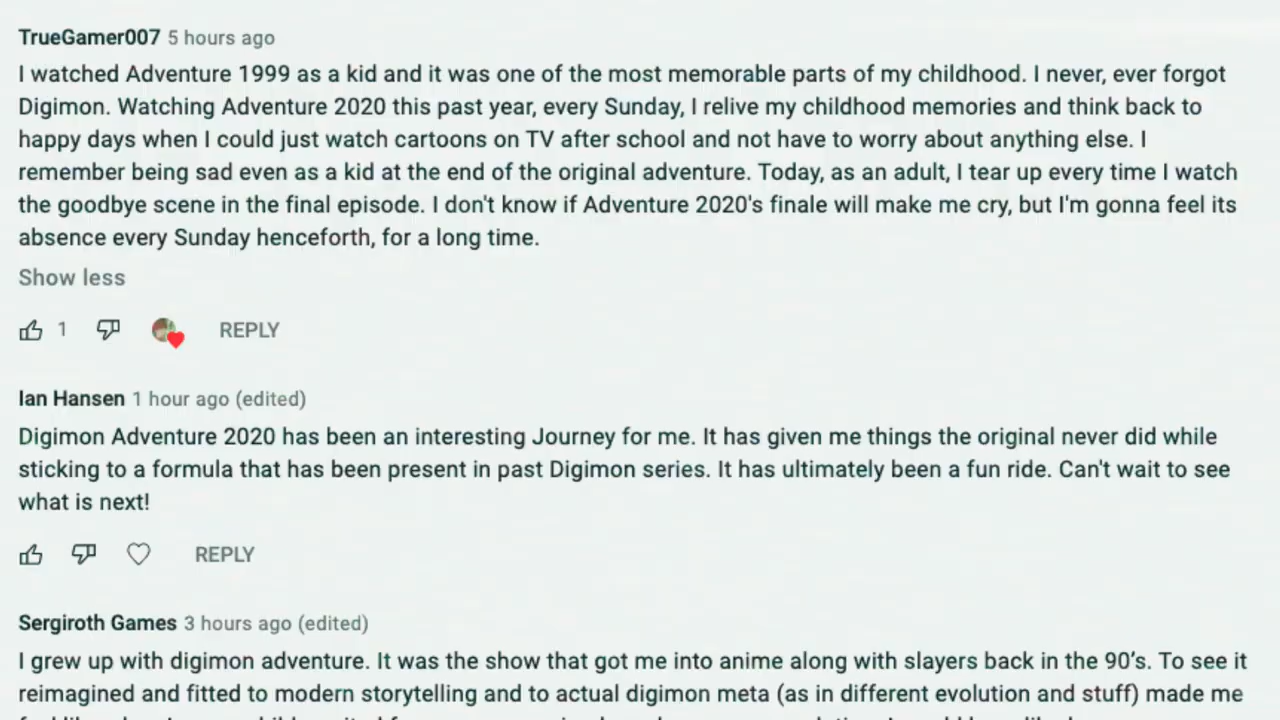 TrueGamer007 5 hours ago
I watched Adventure 1999 as a kid and it was one of the most memorable parts of my childhood. I never, ever forgot
Digimon. Watching Adventure 2020 this past year, every Sunday, I relive my childhood memories and think back to
happy days when I could just watch cartoons on TV after school and not have to worry about anything else. I
remember being sad even as a kid at the end of the original adventure. Today, as an adult, I tear up every time I watch
the goodbye scene in the final episode. I don't know if Adventure 2020's finale will make me cry, but I'm gonna feel its
absence every Sunday henceforth, for a long time.
Show less
1 REPLY
Ian Hansen 1 hour ago (edited)
Digimon Adventure 2020 has been an interesting Journey for me. It has given me things the original never did while
sticking to a formula that has been present in past Digimon series. It has ultimately been a fun ride. Can't wait to see
what is next!
REPLY
Sergiroth Games 3 hours ago (edited)
I grew up with digimon adventure. It was the show that got me into anime along with slayers back in the 90’s. To see it
reimagined and fitted to modern storytelling and to actual digimon meta (as in different evolution and stuff) made me